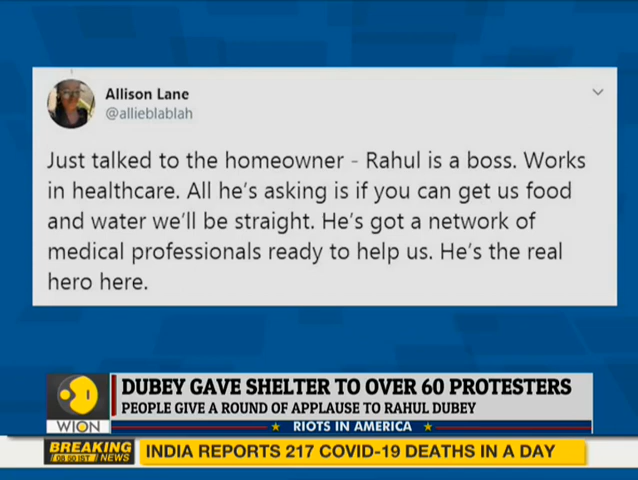 Allison Lane
@allieblablah
Just talked to the homeowner - Rahul is a boss. Works
in healthcare. All he's asking is if you can get us food
and water we'll be straight. He's got a network of
medical professionals ready to help us. He's the real
hero here.
DUBEY GAVE SHELTER TO OVER 60 PROTESTERS
PEOPLE GIVE A ROUND OF APPLAUSE TO RAHUL DUBEY
WION
RIOTS IN AMERICA
BREAKING
NEWS
INDIA REPORTS 217 COVID-19 DEATHS IN A DAY